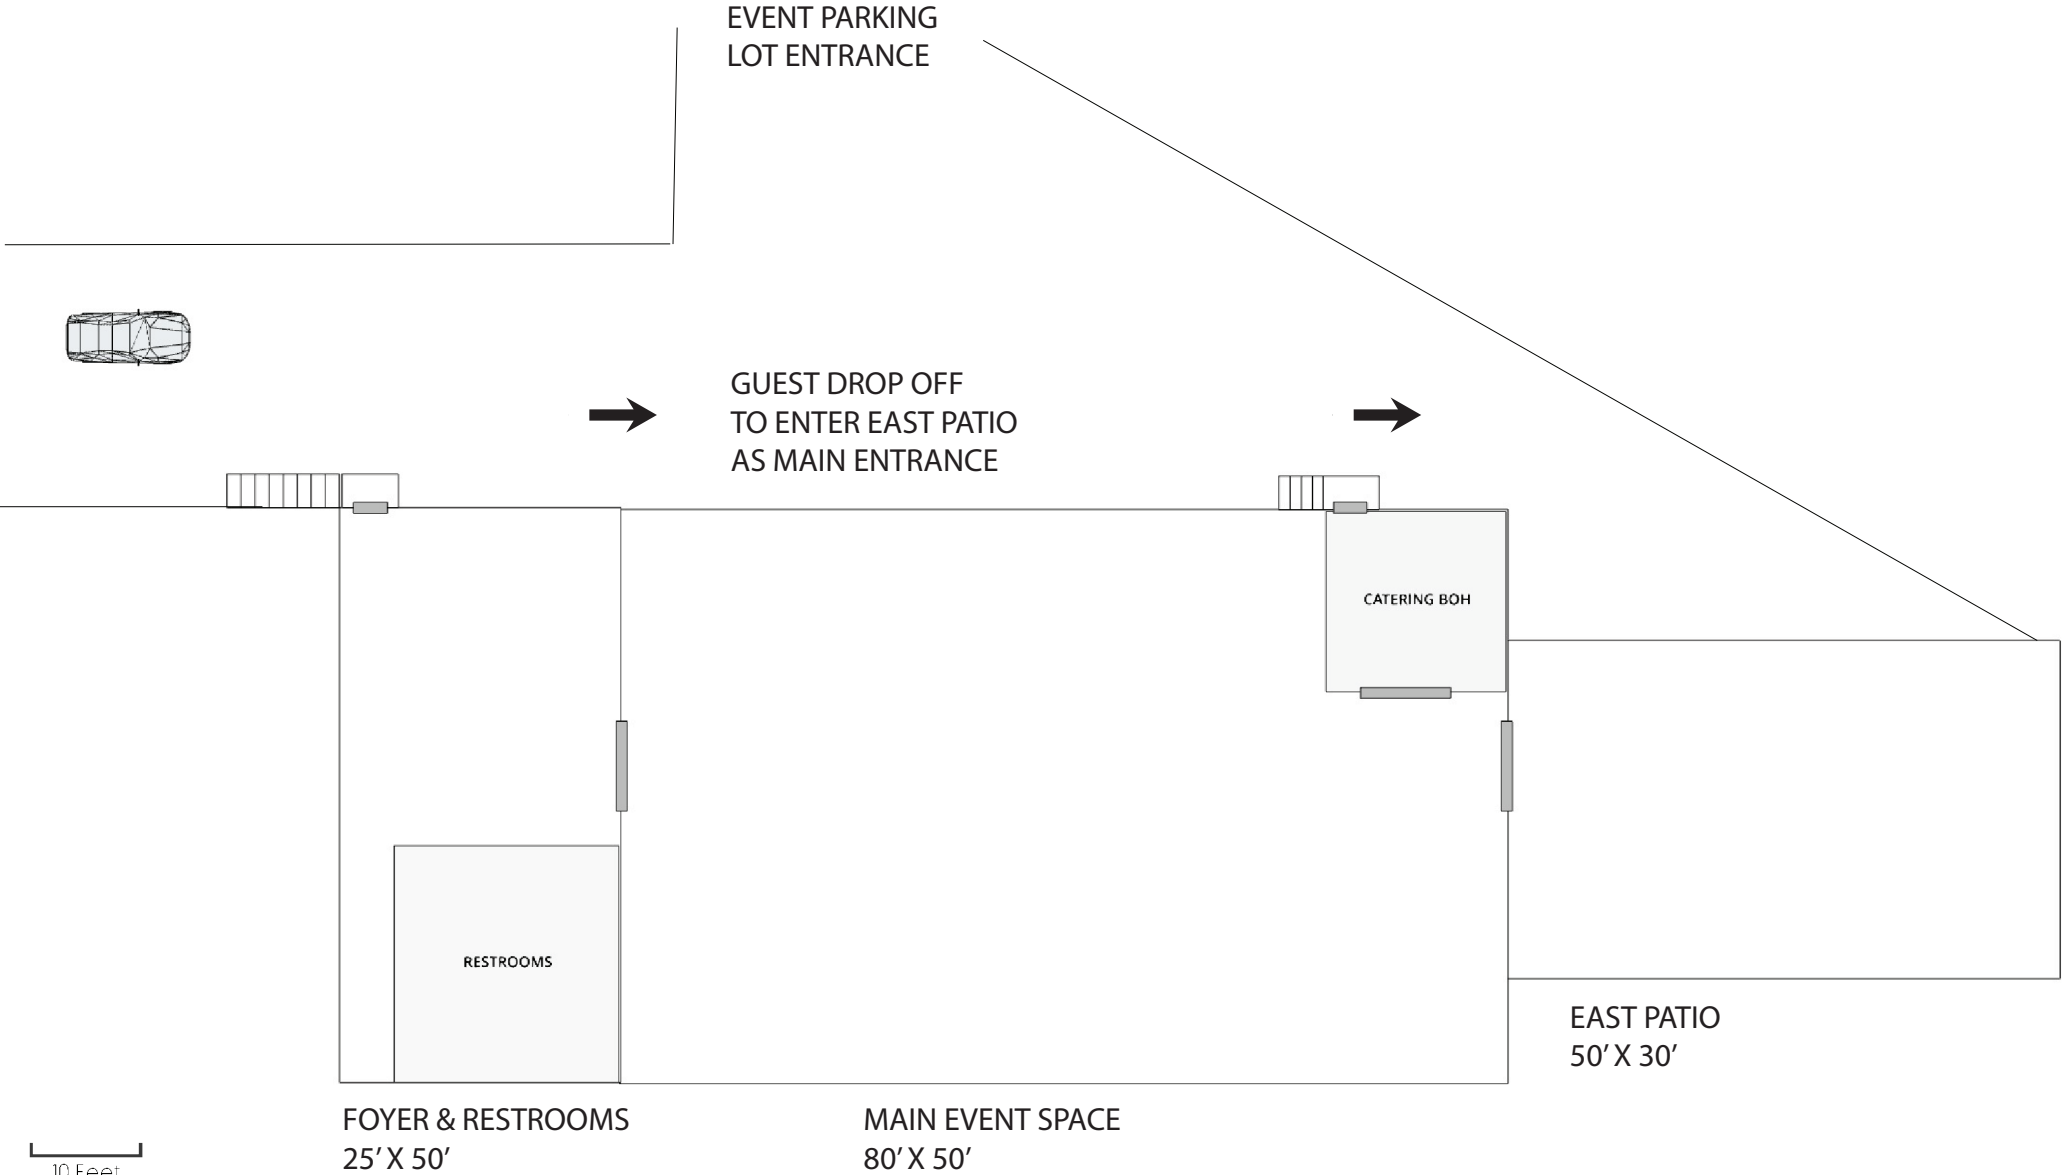 EVENT PARKING
LOT ENTRANCE
GUEST DROP OFF
TO ENTER EAST PATIO
AS MAIN ENTRANCE
CATERING BOH
RESTROOMS
EAST PATIO
50’ X 30’
FOYER & RESTROOMS
25’ X 50’
MAIN EVENT SPACE
80’ X 50’
10 Feet